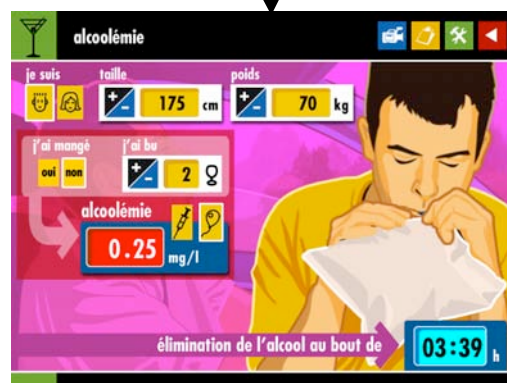 alcoolémie
je suis
taille
poids
+- 175 cm
+- 70 kg
j'ai mangé
j'ai bu
oui non
+- 2
alcoolémie
0.25 mg/l
élimination de l'alcool au bout de
03:39 h